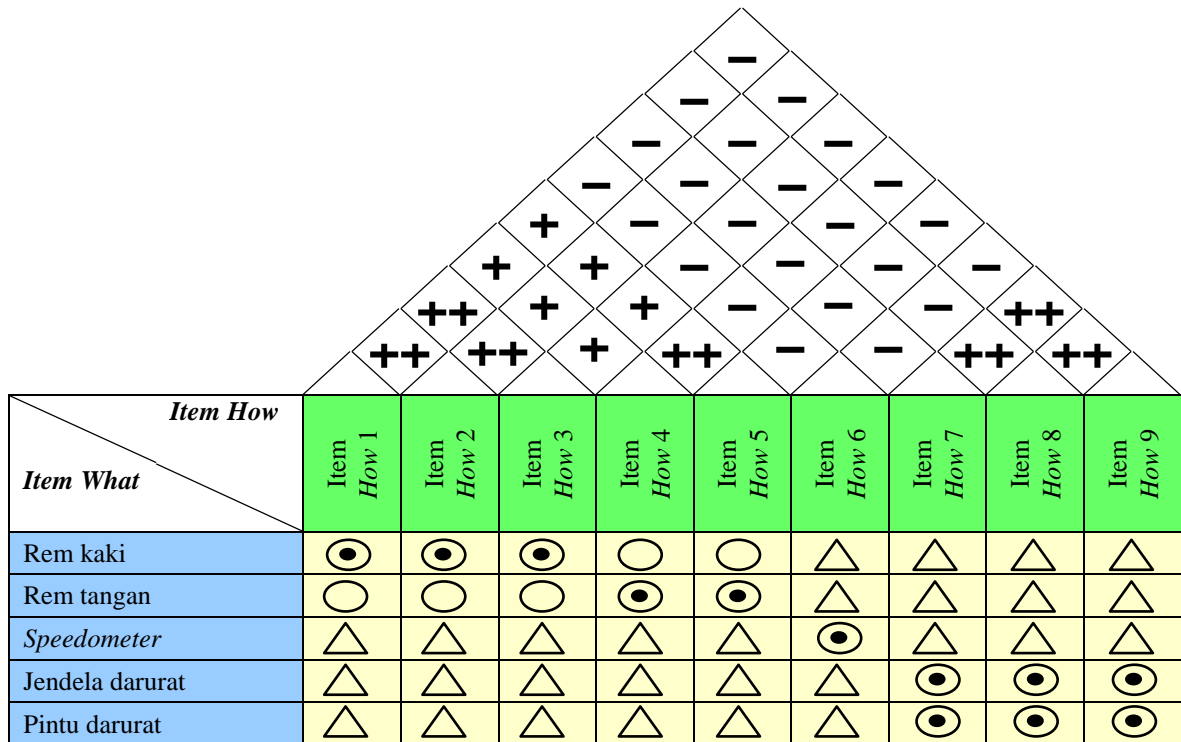 −
− −
− − −
− − − −
+ − − − −
+ + − − − −
++ + + − − − ++
++ ++ + ++ − − ++ ++
Item How
Item What
Item
How 1
Item
How 2
Item
How 3
Item
How 4
Item
How 5
Item
How 6
Item
How 7
Item
How 8
Item
How 9
Rem kaki
Rem tangan
Speedometer
Jendela darurat
Pintu darurat